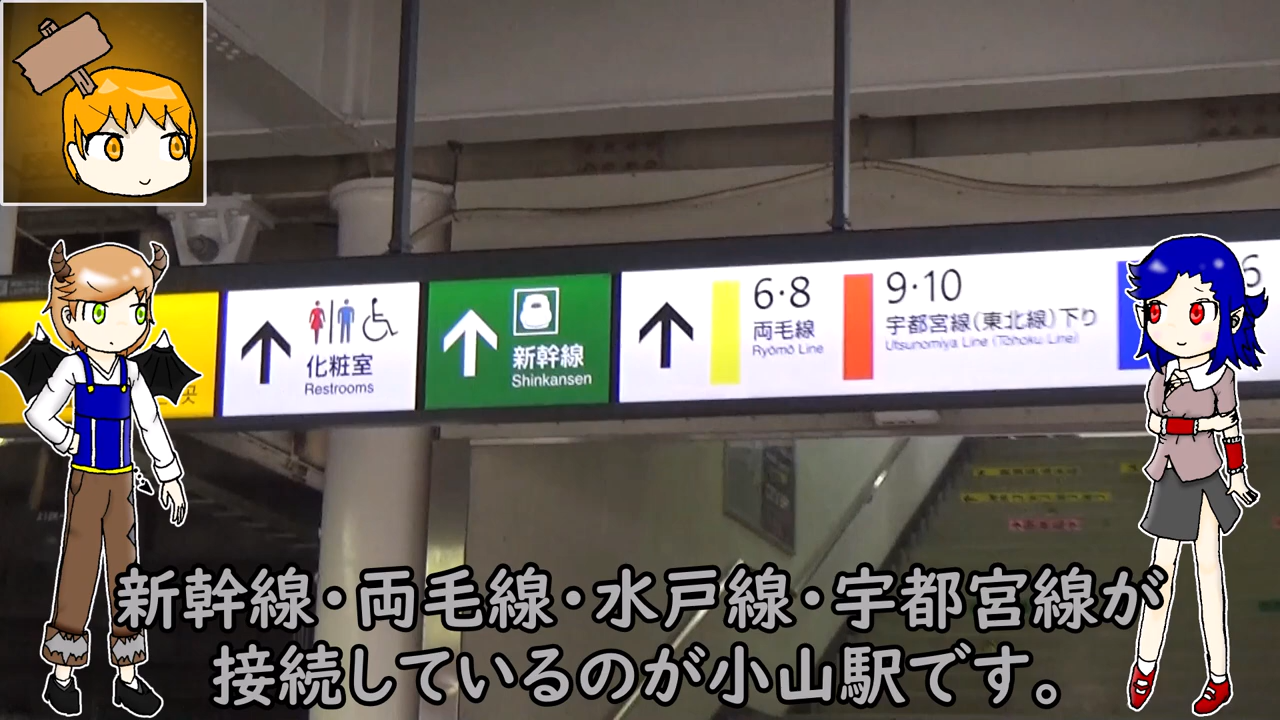 化粧室
Restrooms
新幹線
Shinkansen
6・8
両毛線
Ryōmō Line
9・10
宇都宮線(東北線)下り
Utsunomiya Line (Tōhoku Line)
6
新幹線・両毛線・水戸線・宇都宮線が
接続しているのが小山駅です。